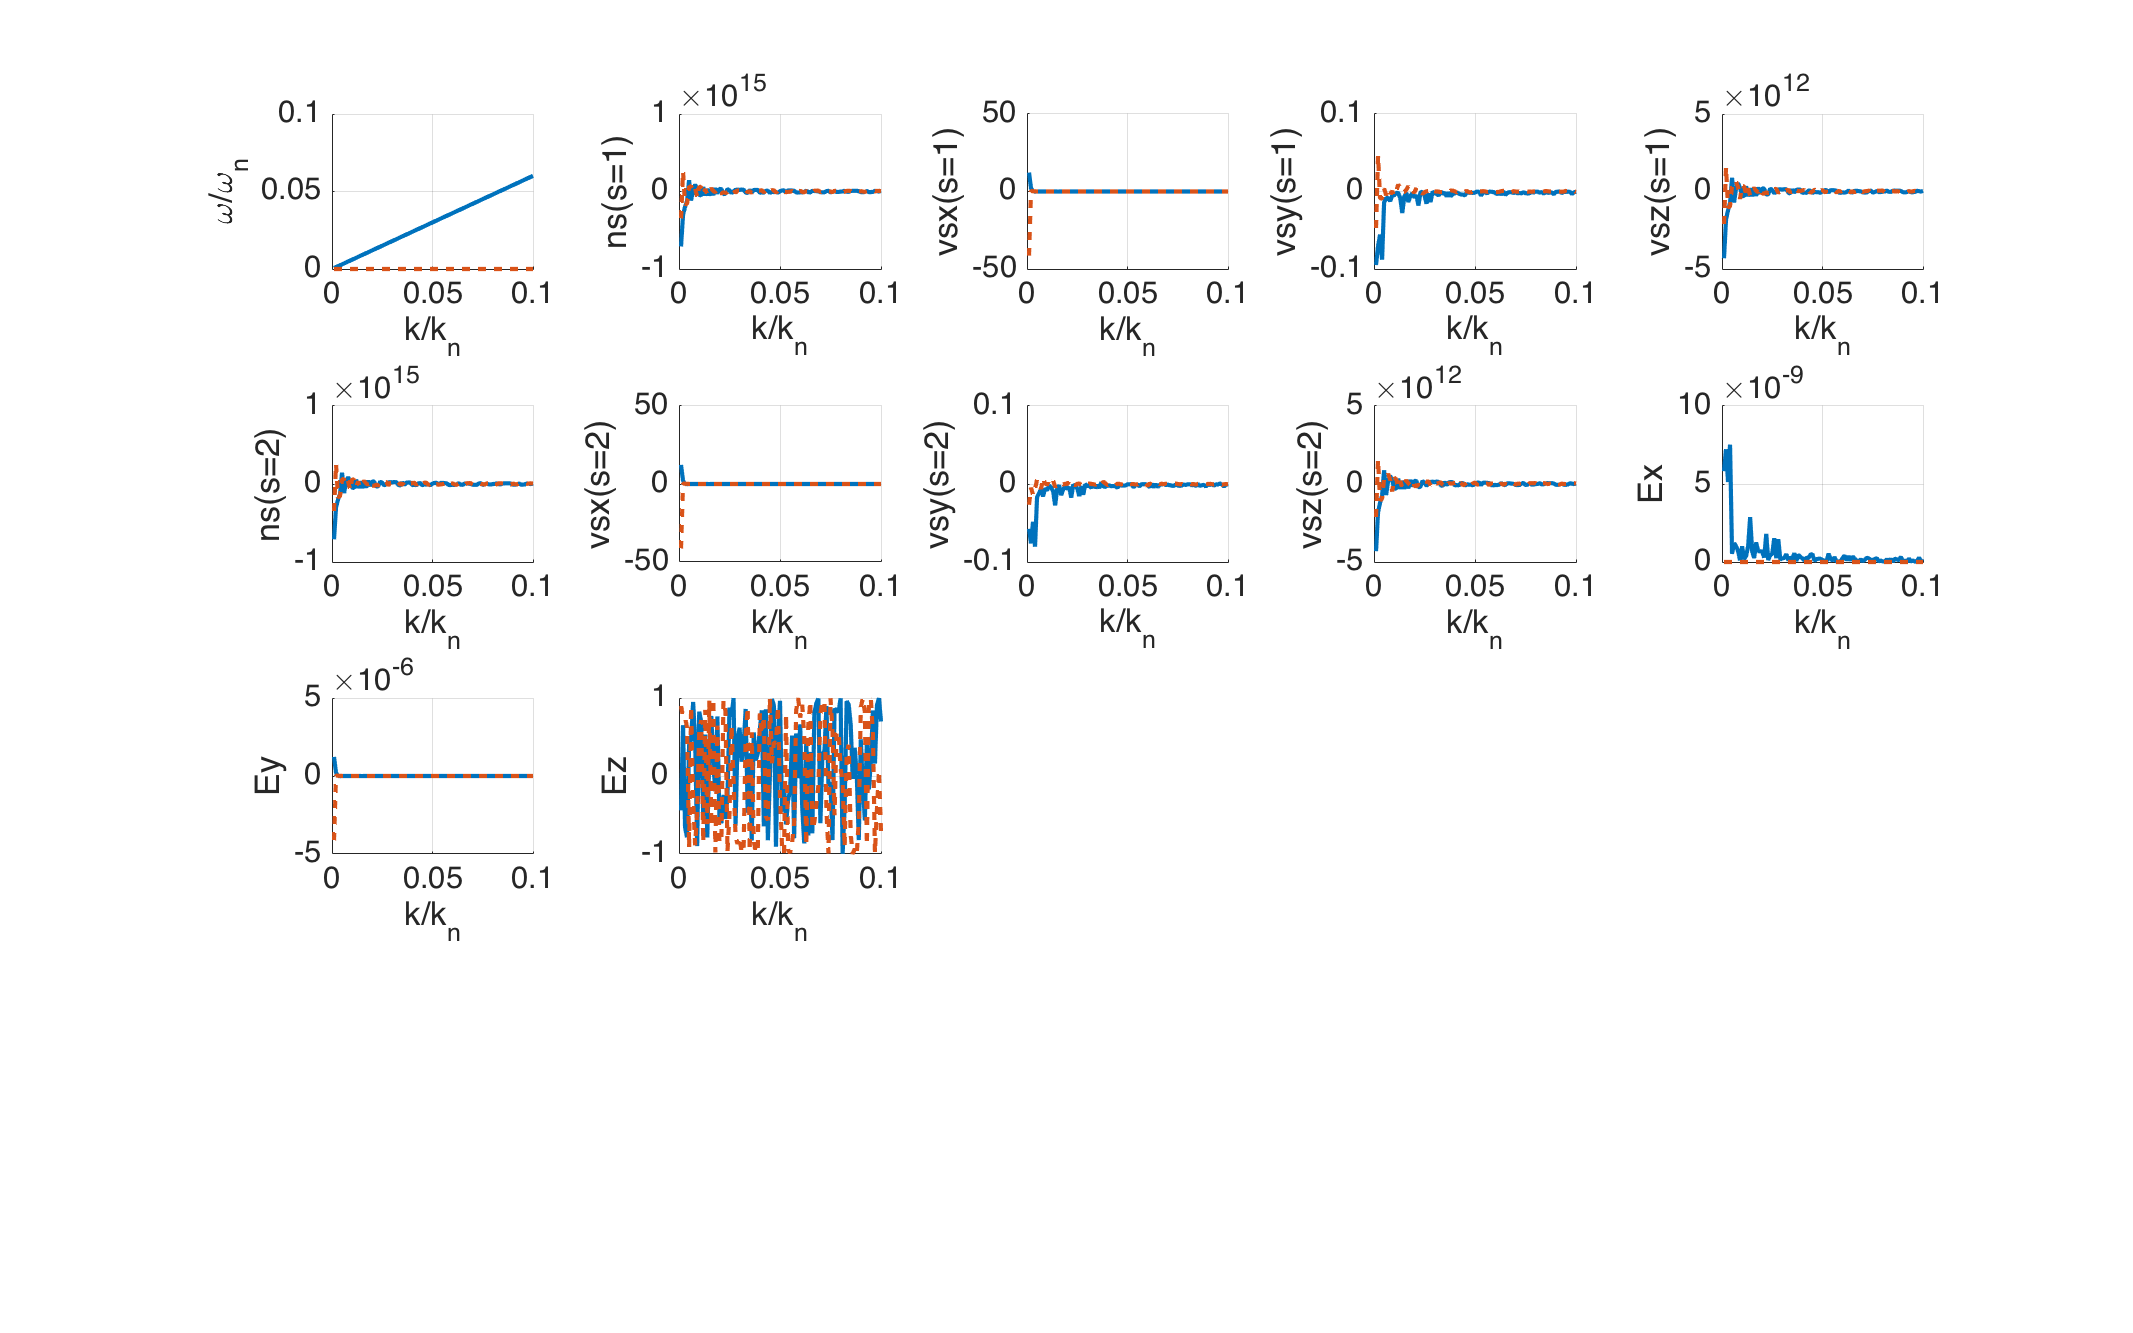 ×10^15
×10^12
0.1
0.05
0
ω/ω_n
0 0.05 0.1
k/k_n
1
0
-1
ns(s=1)
0 0.05 0.1
k/k_n
50
0
-50
vsx(s=1)
0 0.05 0.1
k/k_n
0.1
0
-0.1
vsy(s=1)
0 0.05 0.1
k/k_n
5
0
-5
vsz(s=1)
0 0.05 0.1
k/k_n
×10^15
1
0
-1
ns(s=2)
0 0.05 0.1
k/k_n
50
0
-50
vsx(s=2)
0 0.05 0.1
k/k_n
0.1
0
-0.1
vsy(s=2)
0 0.05 0.1
k/k_n
×10^12
5
0
-5
vsz(s=2)
0 0.05 0.1
k/k_n
×10^-9
10
5
0
Ex
0 0.05 0.1
k/k_n
×10^-6
5
0
-5
Ey
0 0.05 0.1
k/k_n
1
0
-1
Ez
0 0.05 0.1
k/k_n